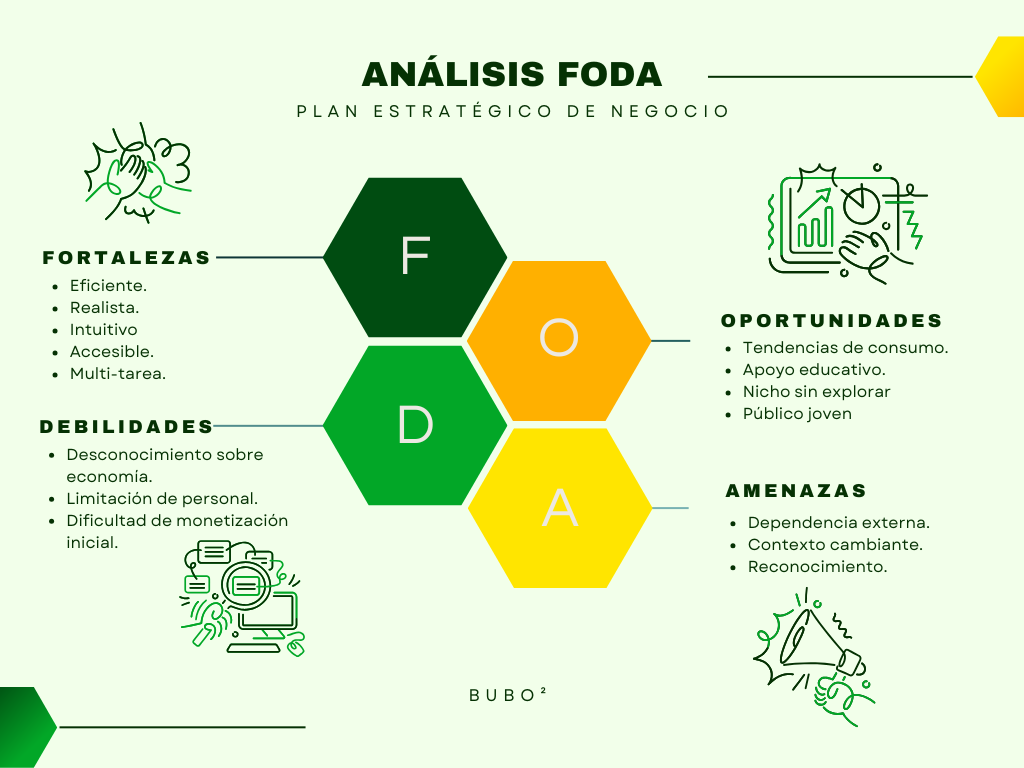 ANÁLISIS FODA
PLAN ESTRATÉGICO DE NEGOCIO
F
FORTALEZAS
• Eficiente.
• Realista.
• Intuitivo
• Accesible.
• Multi-tarea.
O
OPORTUNIDADES
• Tendencias de consumo.
• Apoyo educativo.
• Nicho sin explorar
• Público joven
D
DEBILIDADES
• Desconocimiento sobre
economía.
• Limitación de personal.
• Dificultad de monetización
inicial.
A
AMENAZAS
• Dependencia externa.
• Contexto cambiante.
• Reconocimiento.
BUBO²